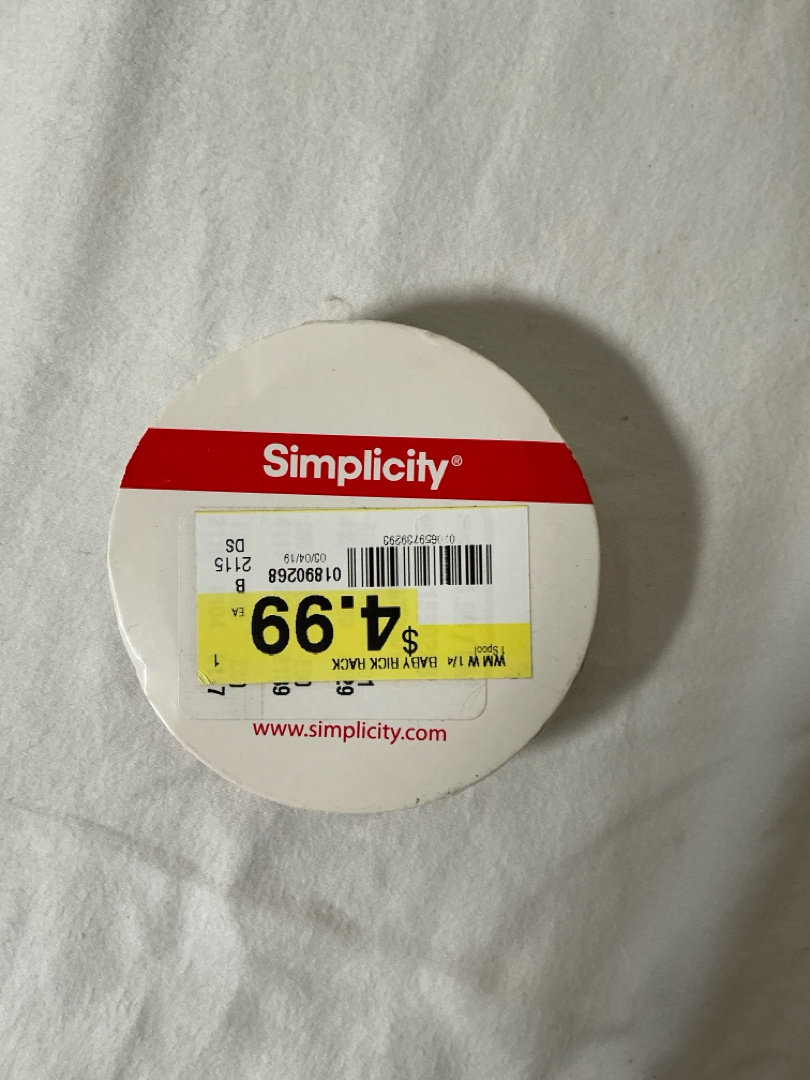 Simplicity®
WM W 1/4 BABY RICK RACK
1 Spool
1
$4.99
EA
B
01890268
03/04/19
2115
DS
www.simplicity.com